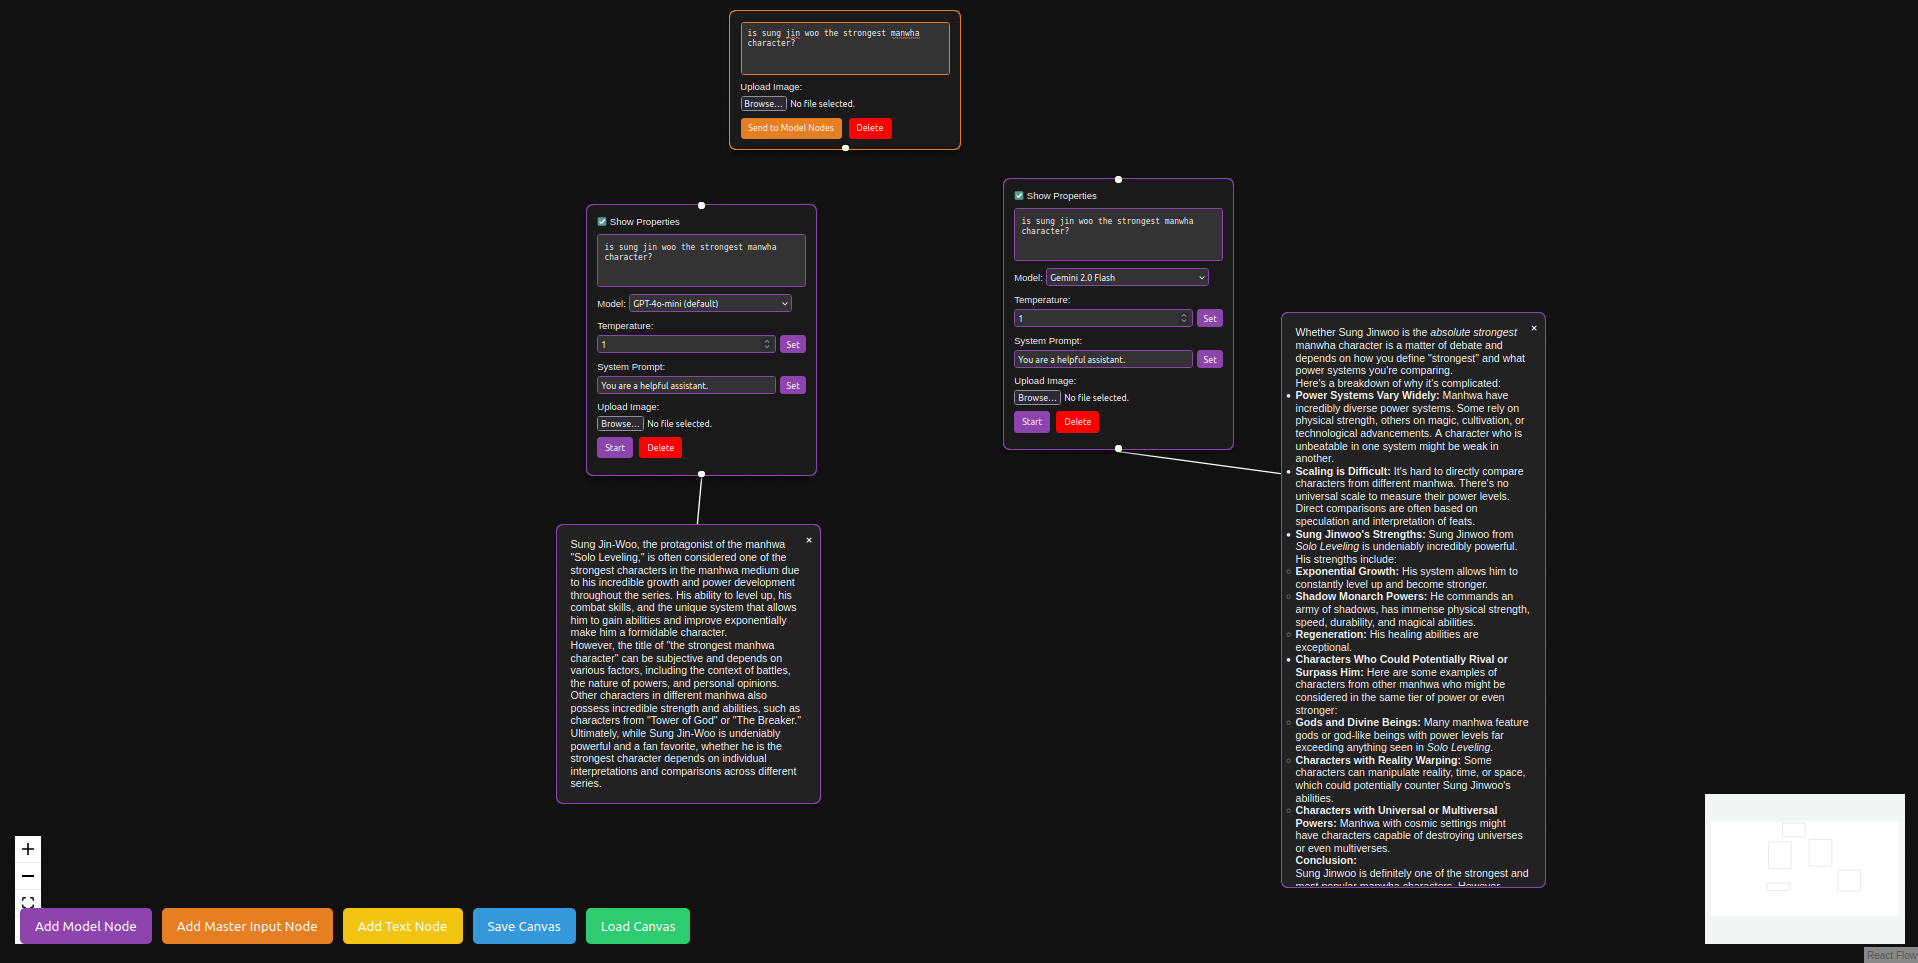 is sung jin woo the strongest manwha
character?
Upload Image:
Browse... No file selected.
Send to Model Nodes Delete
Show Properties
is sung jin woo the strongest manwha
character?
Model: GPT-4o-mini (default)
Temperature:
1 Set
System Prompt:
You are a helpful assistant. Set
Upload Image:
Browse... No file selected.
Start Delete
Sung Jin-Woo, the protagonist of the manhwa
"Solo Leveling," is often considered one of the
strongest characters in the manhwa medium due
to his incredible growth and power development
throughout the series. His ability to level up, his
combat skills, and the unique system that allows
him to gain abilities and improve exponentially
make him a formidable character.
However, the title of "the strongest manhwa
character" can be subjective and depends on
various factors, including the context of battles,
the nature of powers, and personal opinions.
Other characters in different manhwa also
possess incredible strength and abilities, such as
characters from "Tower of God" or "The Breaker."
Ultimately, while Sung Jin-Woo is undeniably
powerful and a fan favorite, whether he is the
strongest character depends on individual
interpretations and comparisons across different
series.
×
Show Properties
is sung jin woo the strongest manwha
character?
Model: Gemini 2.0 Flash
Temperature:
1 Set
System Prompt:
You are a helpful assistant. Set
Upload Image:
Browse... No file selected.
Start Delete
Whether Sung Jinwoo is the absolute strongest
manwha character is a matter of debate and
depends on how you define "strongest" and what
power systems you're comparing.
Here's a breakdown of why it's complicated:
• Power Systems Vary Widely: Manhwa have
incredibly diverse power systems. Some rely on
physical strength, others on magic, cultivation, or
technological advancements. A character who is
unbeatable in one system might be weak in
another.
• Scaling is Difficult: It's hard to directly compare
characters from different manhwa. There's no
universal scale to measure their power levels.
Direct comparisons are often based on
speculation and interpretation of feats.
• Sung Jinwoo's Strengths: Sung Jinwoo from
Solo Leveling is undeniably incredibly powerful.
His strengths include:
○ Exponential Growth: His system allows him to
constantly level up and become stronger.
○ Shadow Monarch Powers: He commands an
army of shadows, has immense physical strength,
speed, durability, and magical abilities.
○ Regeneration: His healing abilities are
exceptional.
• Characters Who Could Potentially Rival or
Surpass Him: Here are some examples of
characters from other manhwa who might be
considered in the same tier of power or even
stronger:
○ Gods and Divine Beings: Many manhwa feature
gods or god-like beings with power levels far
exceeding anything seen in Solo Leveling.
○ Characters with Reality Warping: Some
characters can manipulate reality, time, or space,
which could potentially counter Sung Jinwoo's
abilities.
○ Characters with Universal or Multiversal
Powers: Manhwa with cosmic settings might
have characters capable of destroying universes
or even multiverses.
Conclusion:
Sung Jinwoo is definitely one of the strongest and
most popular manwha characters. However,
×
Add Model Node Add Master Input Node Add Text Node Save Canvas Load Canvas
React Flow